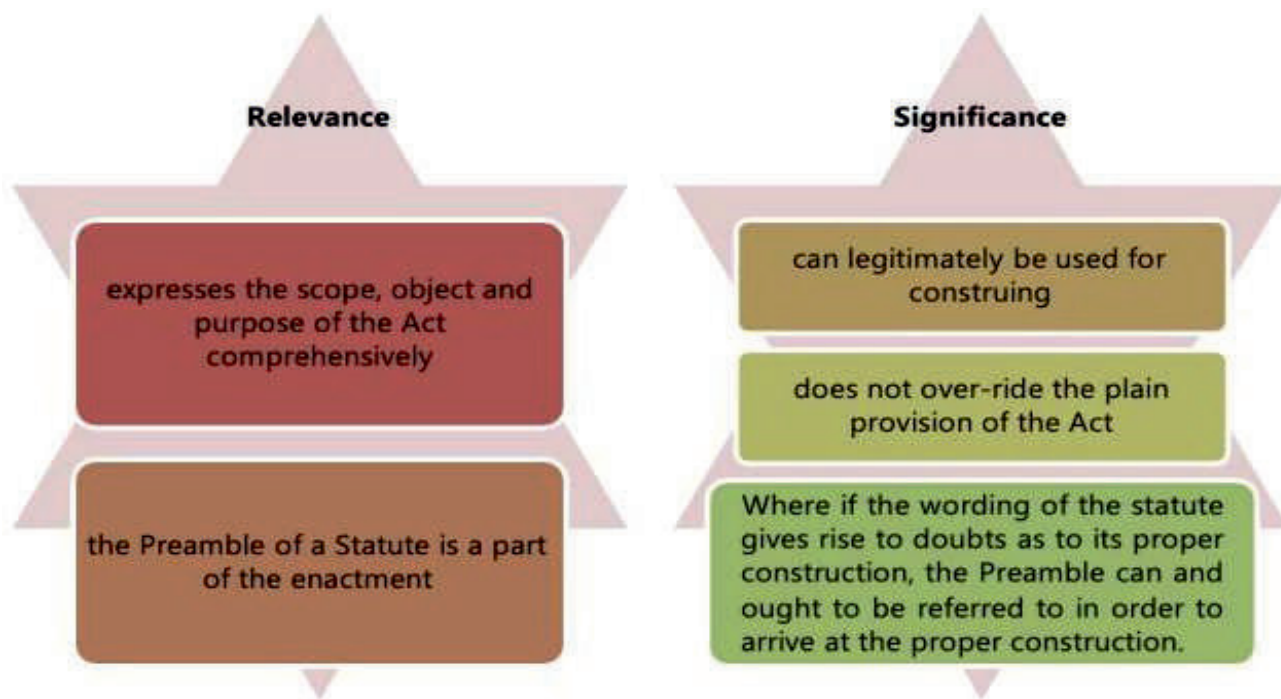 Relevance
expresses the scope, object and
purpose of the Act
comprehensively
the Preamble of a Statute is a part
of the enactment
Significance
can legitimately be used for
construing
does not over-ride the plain
provision of the Act
Where if the wording of the statute
gives rise to doubts as to its proper
construction, the Preamble can and
ought to be referred to in order to
arrive at the proper construction.